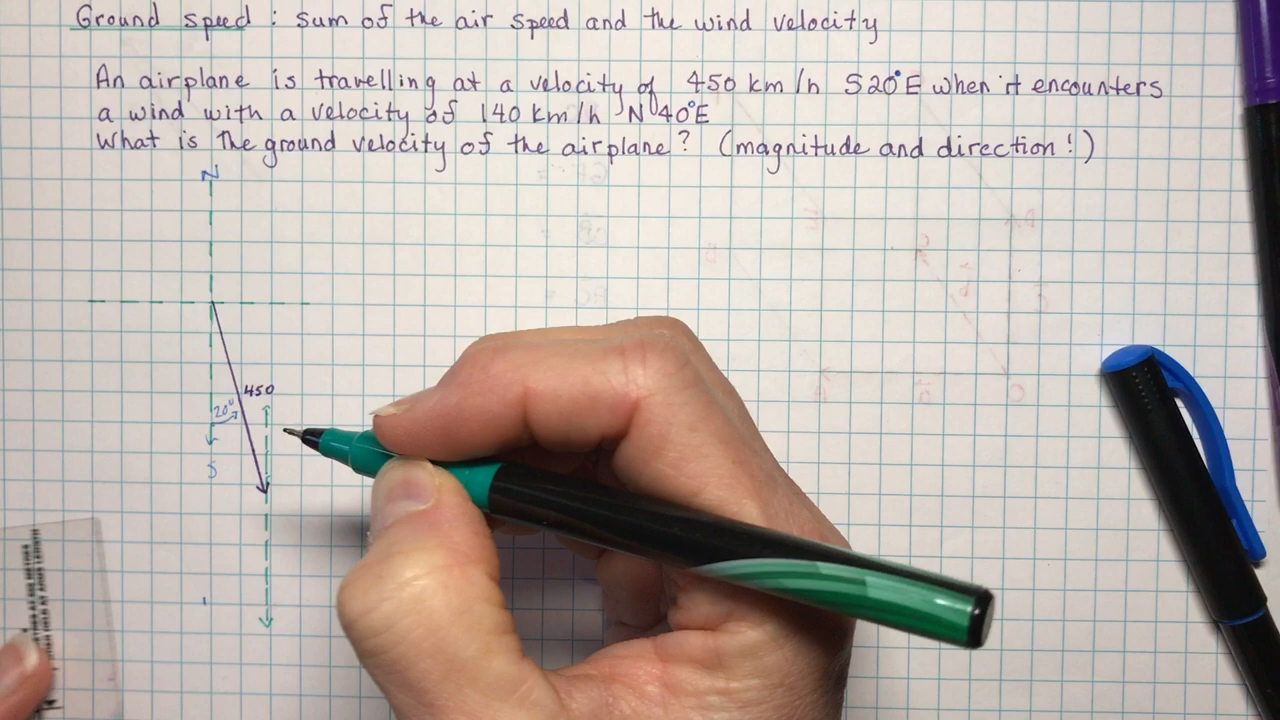 Ground speed : sum of the air speed and the wind velocity
An airplane is travelling at a velocity of 450 km/h S20°E when it encounters
a wind with a velocity of 140 km/h N40°E
What is the ground velocity of the airplane? (magnitude and direction!)
N
450
20°
S